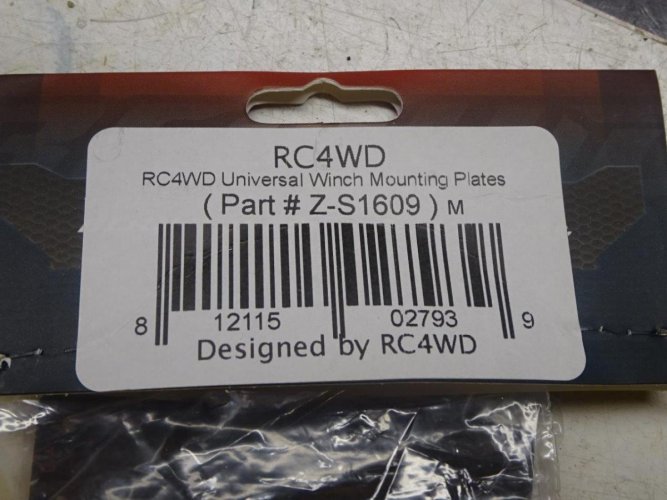 RC4WD
RC4WD Universal Winch Mounting Plates
( Part # Z-S1609 ) M
8 12115 02793 9
Designed by RC4WD